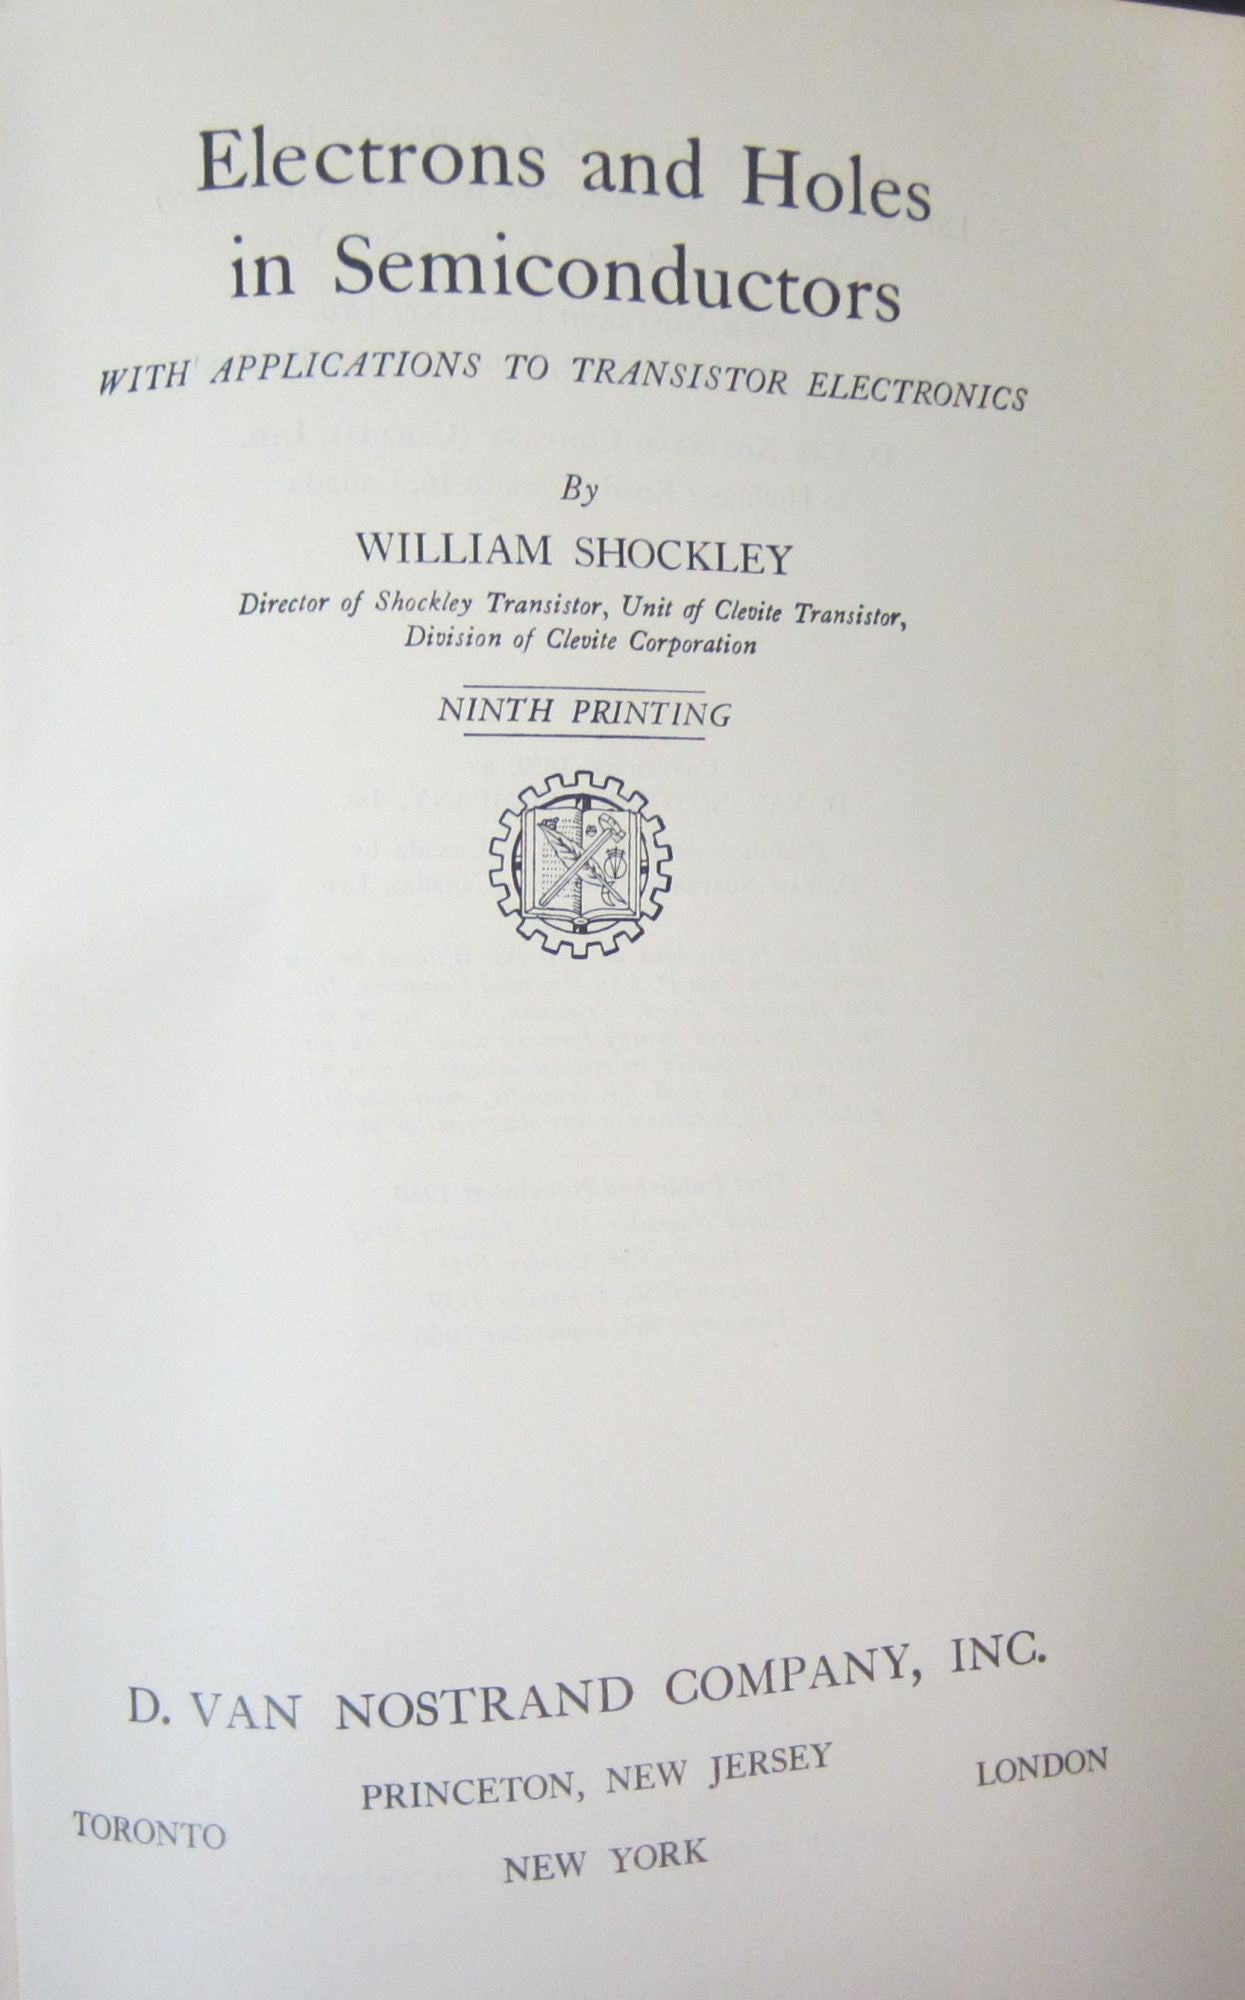 Electrons and Holes
in Semiconductors
WITH APPLICATIONS TO TRANSISTOR ELECTRONICS
By
WILLIAM SHOCKLEY
Director of Shockley Transistor, Unit of Clevite Transistor,
Division of Clevite Corporation
NINTH PRINTING
D. VAN NOSTRAND COMPANY, INC.
PRINCETON, NEW JERSEY
TORONTO LONDON
NEW YORK